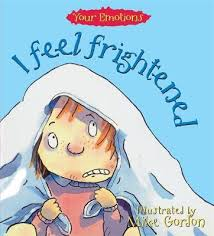 Your Emotions
I feel frightened
Illustrated by
Mike Gordon